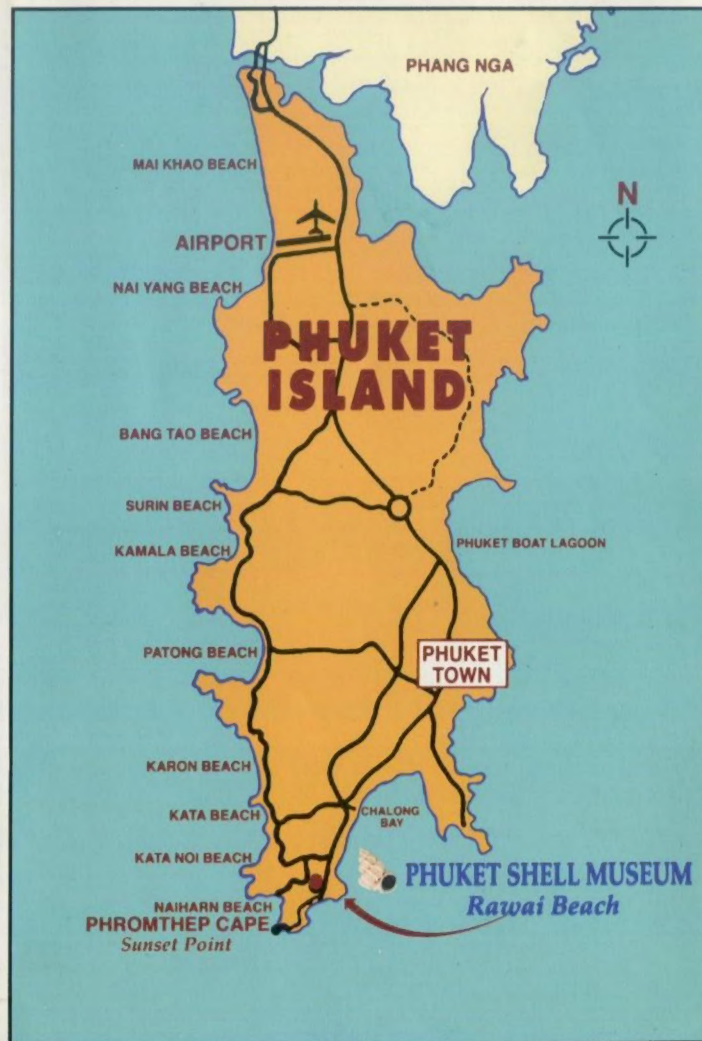 PHANG NGA
MAI KHAO BEACH
N
AIRPORT
NAI YANG BEACH
PHUKET
ISLAND
BANG TAO BEACH
SURIN BEACH
PHUKET BOAT LAGOON
KAMALA BEACH
PATONG BEACH
PHUKET
TOWN
KARON BEACH
KATA BEACH
CHALONG
BAY
KATA NOI BEACH
PHUKET SHELL MUSEUM
Rawai Beach
NAIHARN BEACH
PHROMTHEP CAPE
Sunset Point